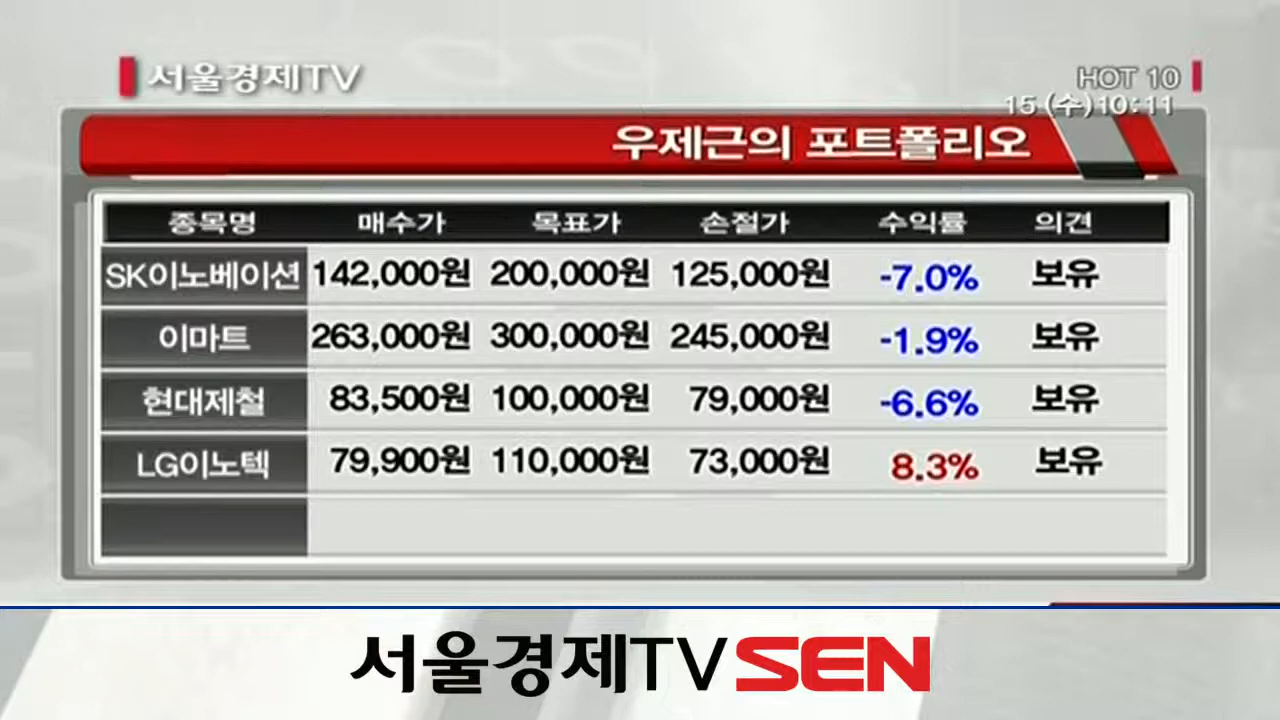 서울경제TV
HOT 10
15 (수) 10:11
우제근의 포트폴리오
종목명 매수가 목표가 손절가 수익률 의견
SK이노베이션 142,000원 200,000원 125,000원 -7.0% 보유
이마트 263,000원 300,000원 245,000원 -1.9% 보유
현대제철 83,500원 100,000원 79,000원 -6.6% 보유
LG이노텍 79,900원 110,000원 73,000원 8.3% 보유
서울경제TV SEN